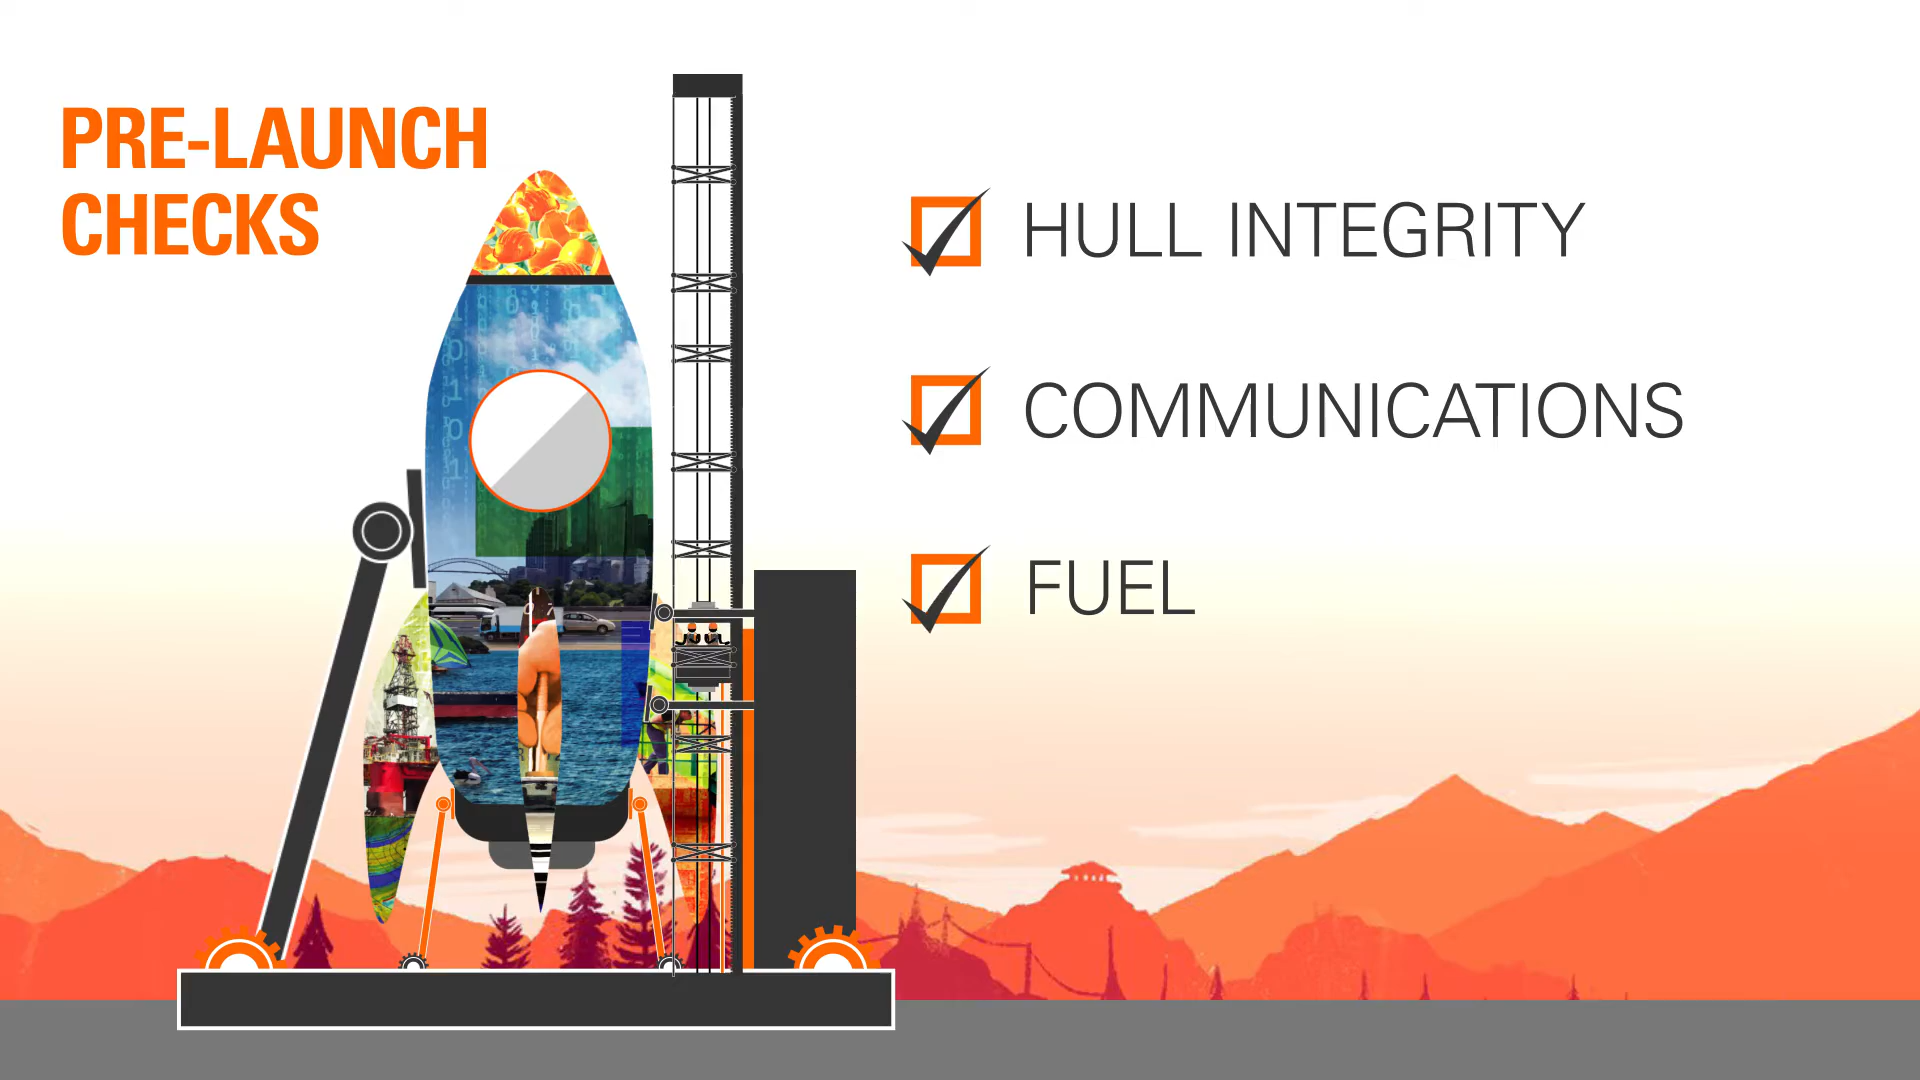 PRE-LAUNCH
CHECKS
HULL INTEGRITY
COMMUNICATIONS
FUEL